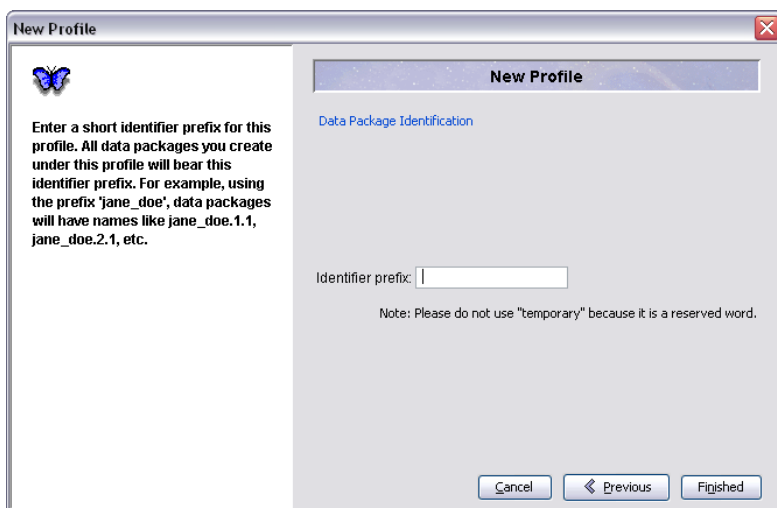 New Profile
Enter a short identifier prefix for this
profile. All data packages you create
under this profile will bear this
identifier prefix. For example, using
the prefix 'jane_doe', data packages
will have names like jane_doe.1.1,
jane_doe.2.1, etc.
New Profile
Data Package Identification
Identifier prefix:
Note: Please do not use "temporary" because it is a reserved word.
Cancel
Previous
Finished